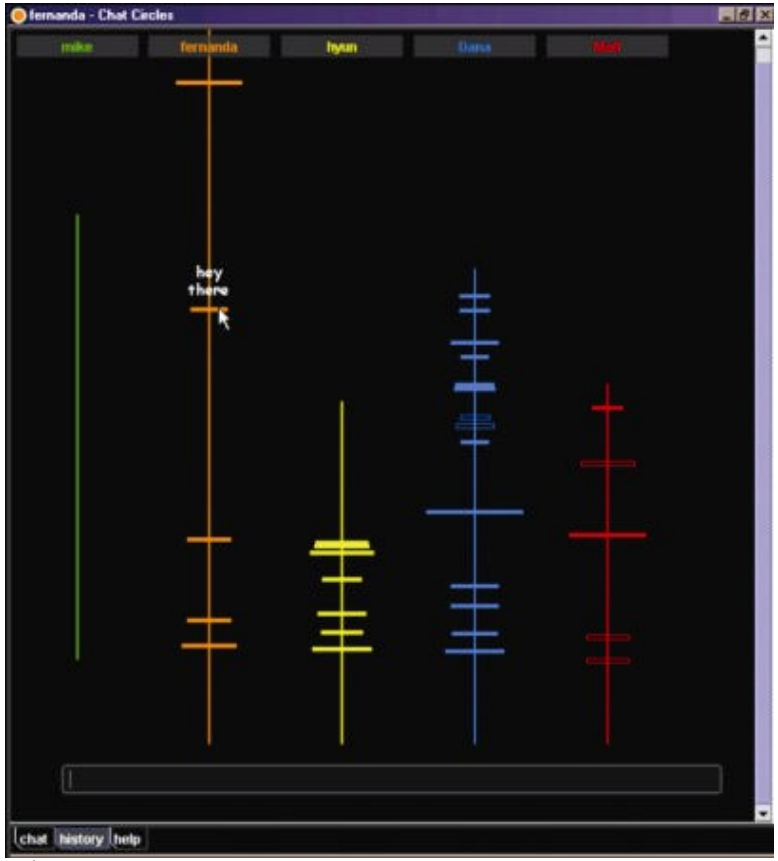 fernanda - Chat Circles
mike fernanda hyun Dana Matt
hey
there
chat history help